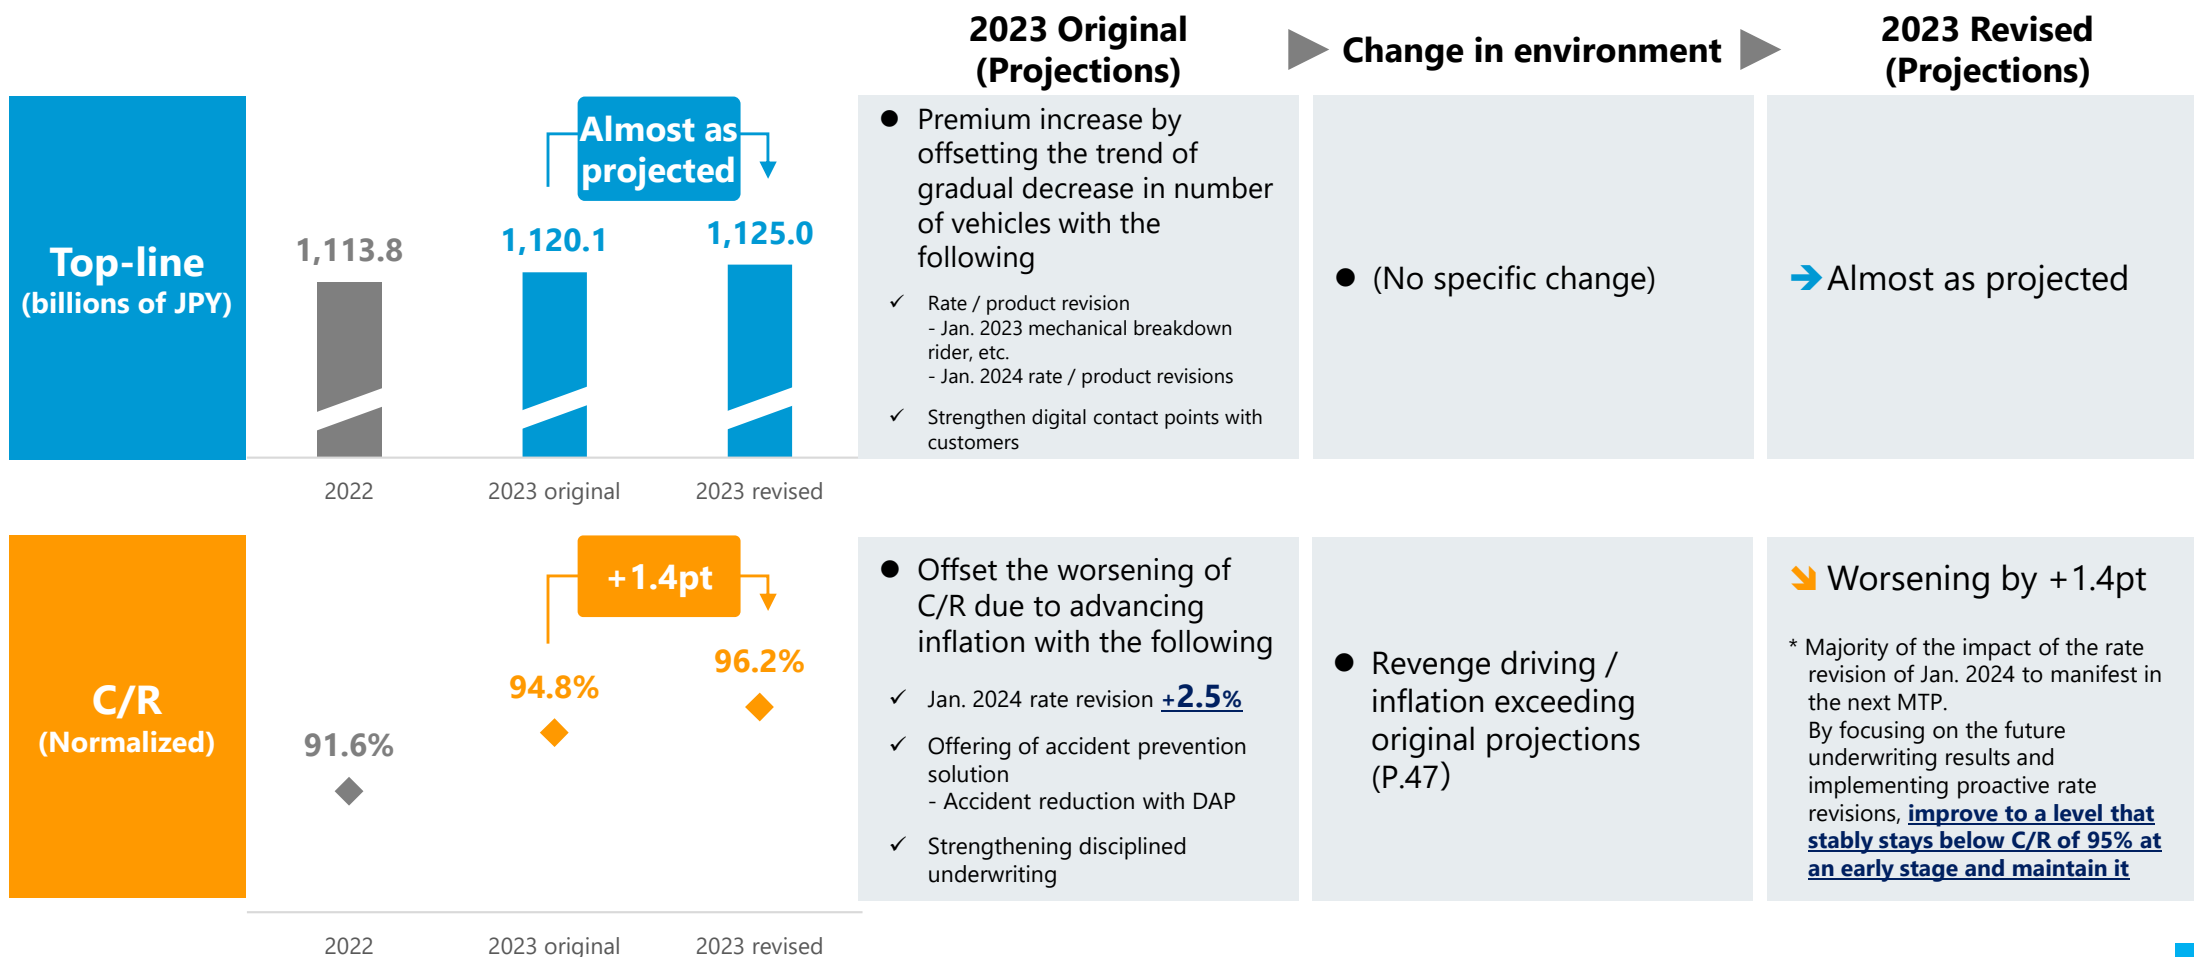 2023 Original
(Projections)
Change in environment
2023 Revised
(Projections)
Top-line
(billions of JPY)
Almost as
projected
1,113.8
1,120.1
1,125.0
2022
2023 original
2023 revised
● Premium increase by
offsetting the trend of
gradual decrease in number
of vehicles with the
following
✓ Rate / product revision
- Jan. 2023 mechanical breakdown
rider, etc.
- Jan. 2024 rate / product revisions
✓ Strengthen digital contact points with
customers
● (No specific change)
➔ Almost as projected
C/R
(Normalized)
+1.4pt
91.6%
94.8%
96.2%
2022
2023 original
2023 revised
● Offset the worsening of
C/R due to advancing
inflation with the following
✓ Jan. 2024 rate revision +2.5%
✓ Offering of accident prevention
solution
- Accident reduction with DAP
✓ Strengthening disciplined
underwriting
● Revenge driving /
inflation exceeding
original projections
(P.47）
Worsening by +1.4pt
* Majority of the impact of the rate
revision of Jan. 2024 to manifest in
the next MTP.
By focusing on the future
underwriting results and
implementing proactive rate
revisions, improve to a level that
stably stays below C/R of 95% at
an early stage and maintain it